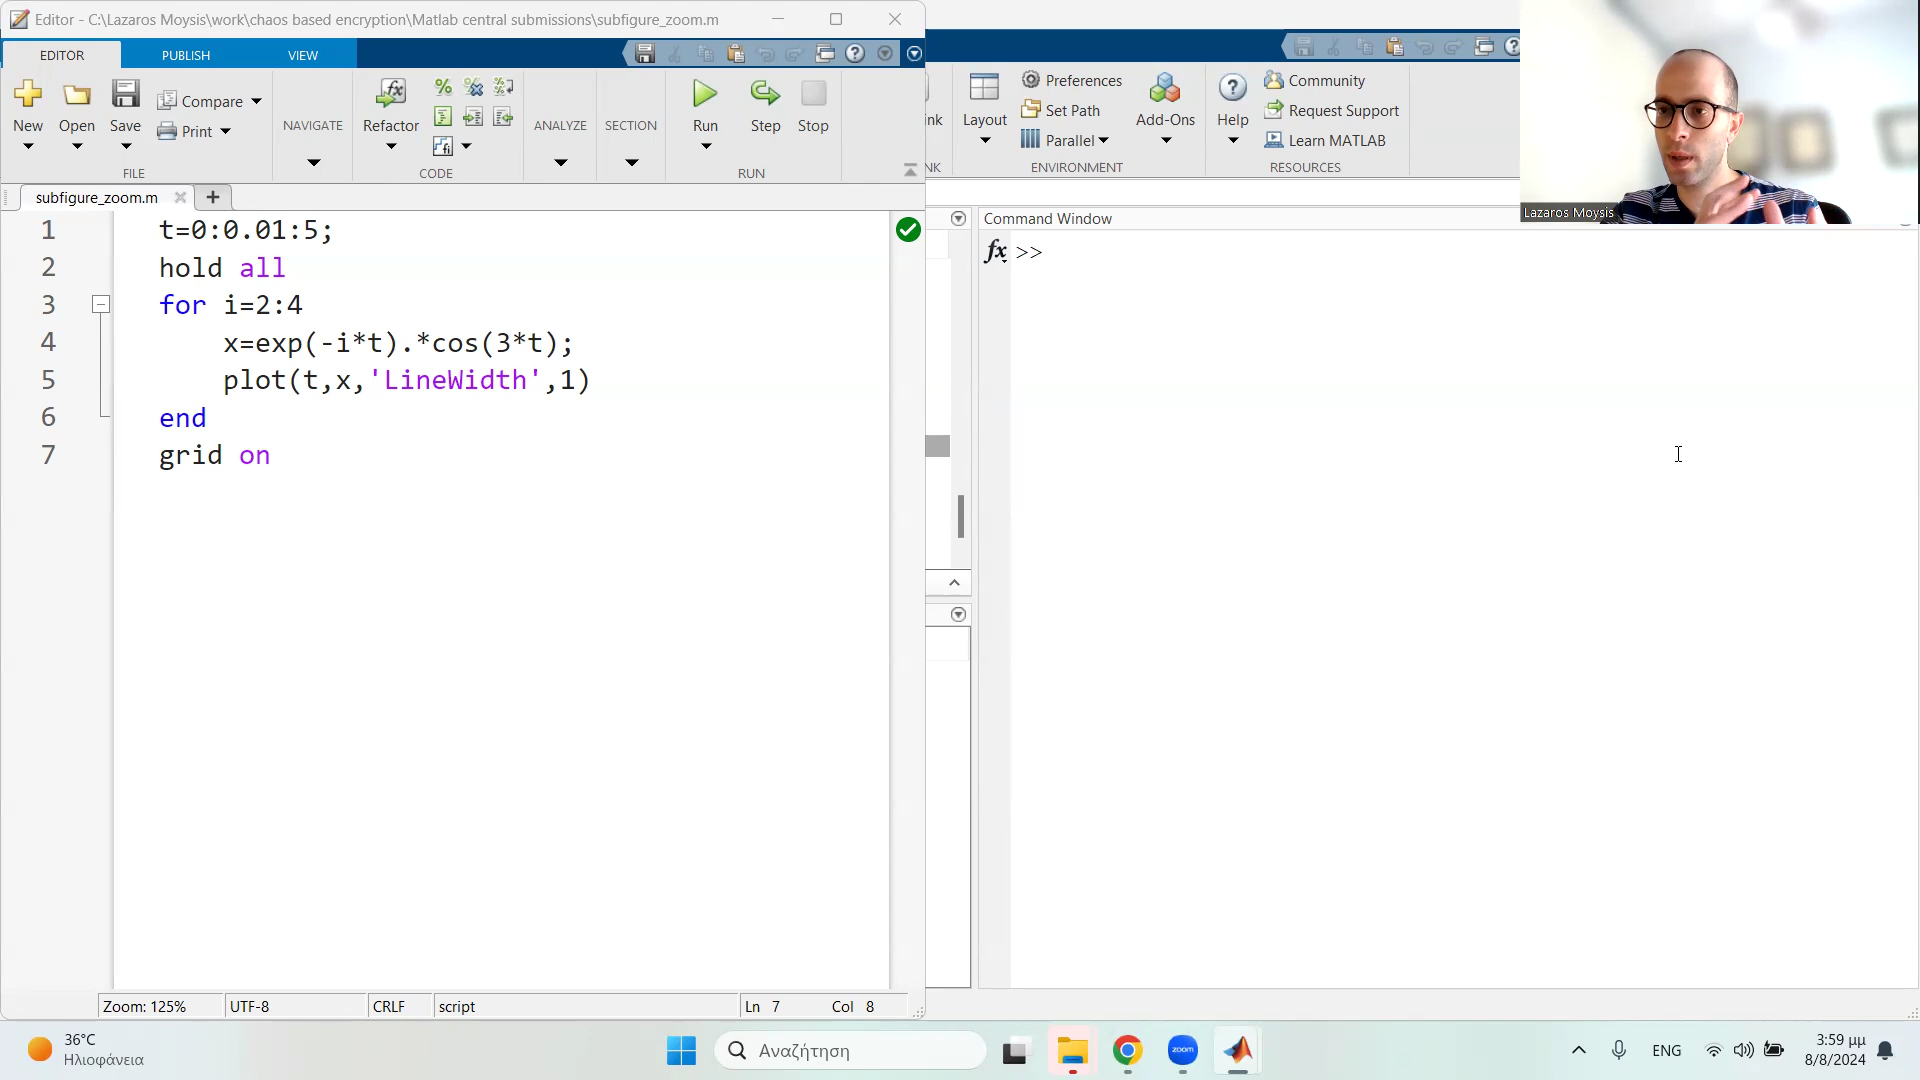 Editor - C:\Lazaros Moysis\work\chaos based encryption\Matlab central submissions\subfigure_zoom.m
EDITOR
PUBLISH
VIEW
New
Open
Save
Compare
Print
FILE
NAVIGATE
Refactor
CODE
ANALYZE
SECTION
Run
Step
Stop
RUN
Layout
Preferences
Set Path
Parallel
ENVIRONMENT
Add-Ons
Help
Community
Request Support
Learn MATLAB
RESOURCES
Lazaros Moysis
subfigure_zoom.m
1 t=0:0.01:5;
2 hold all
3 for i=2:4
4 x=exp(-i*t).*cos(3*t);
5 plot(t,x,'LineWidth',1)
6 end
7 grid on
Command Window
fx >>
Zoom: 125%
UTF-8
CRLF
script
Ln 7
Col 8
36°C
Ηλιοφάνεια
Αναζήτηση
zoom
ENG
3:59 μμ
8/8/2024